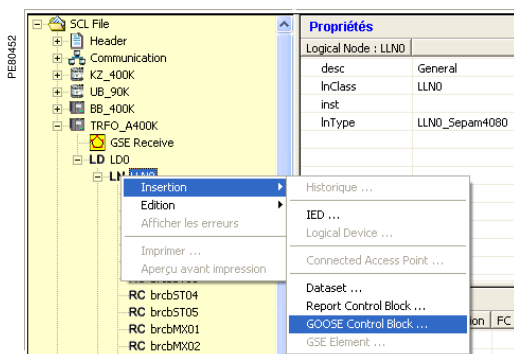 PE80452
SCL File
Header
Communication
KZ_400K
UB_90K
BB_400K
TRFO_A400K
GSE Receive
LD LD0
LN LLN0
RC brcbST04
RC brcbST05
RC brcbMX01
RC brcbMX02
Insertion
Edition
Afficher les erreurs
Imprimer ...
Aperçu avant impression
Historique ...
IED ...
Logical Device ...
Connected Access Point ...
Dataset ...
Report Control Block ...
GOOSE Control Block ...
GSE Element ...
Propriétés
Logical Node : LLN0
desc General
lnClass LLN0
inst
lnType LLN0_Sepam4080
FC